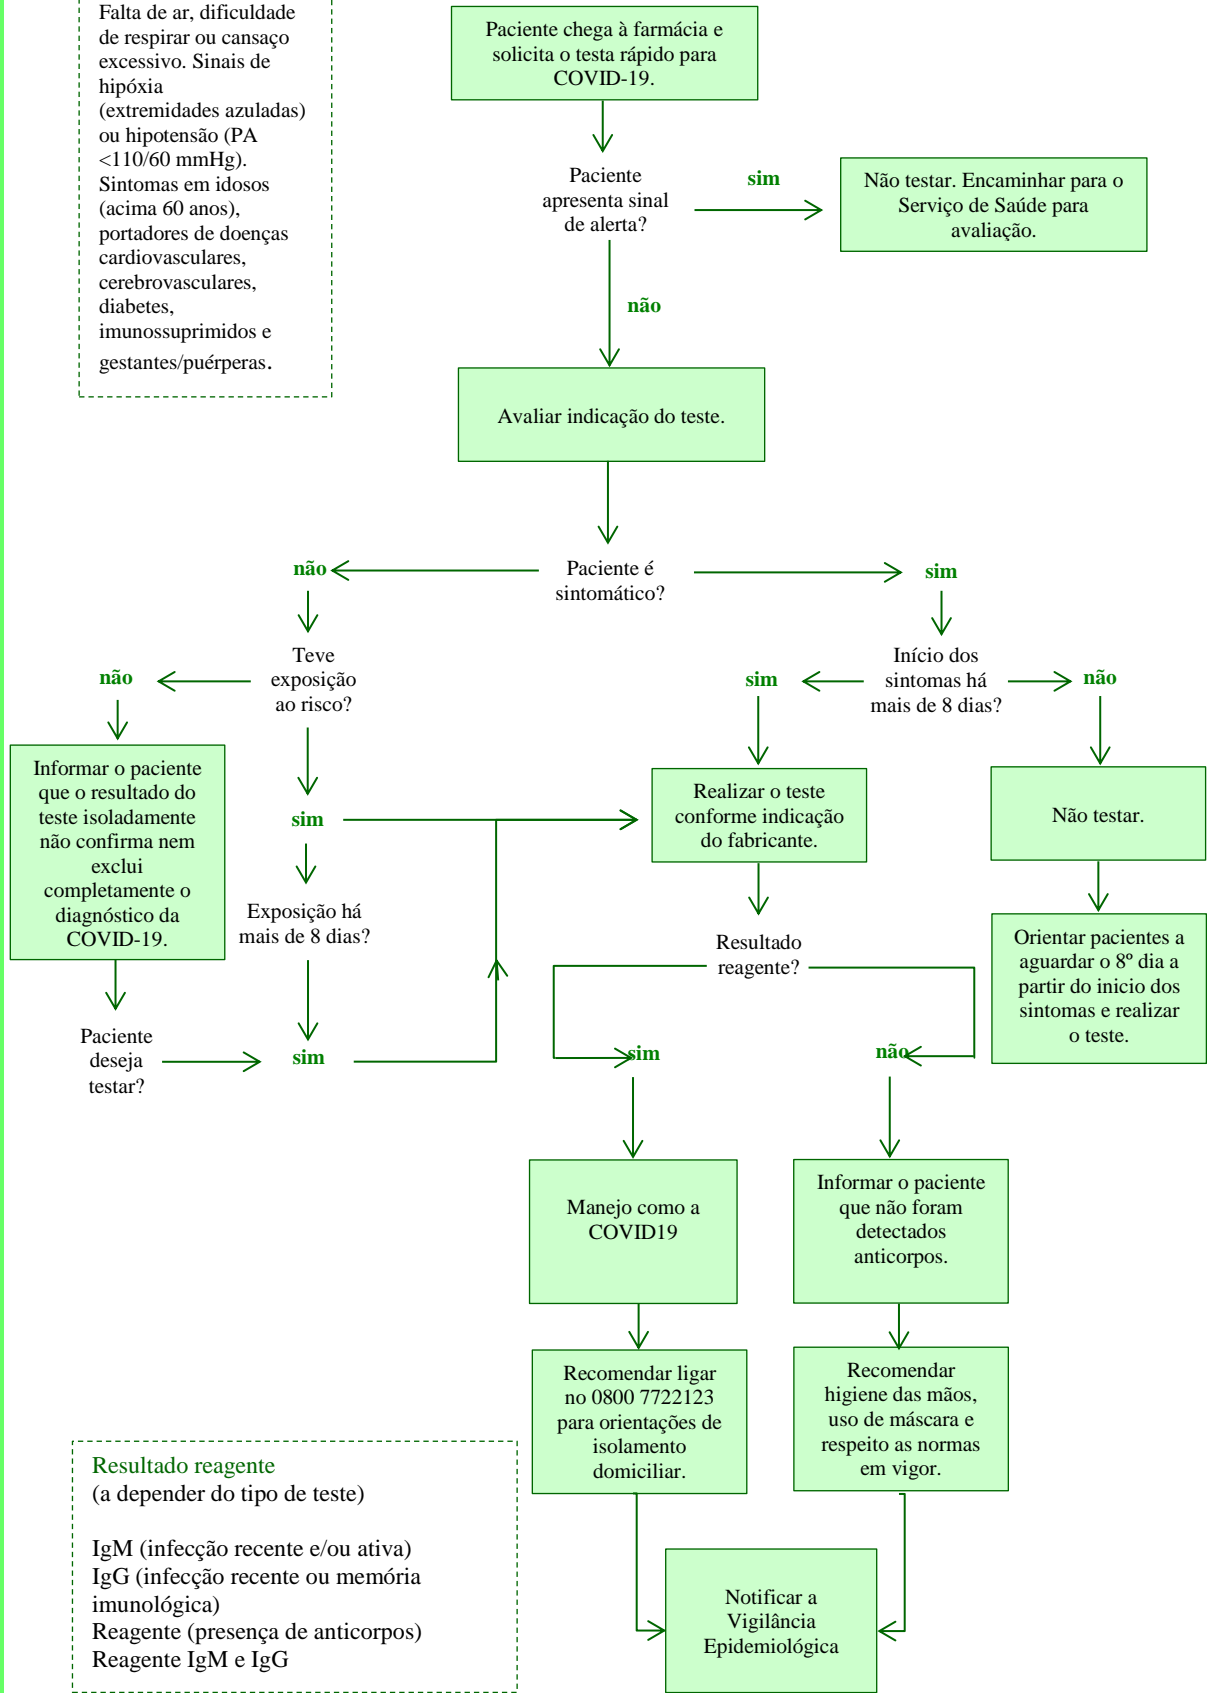 Falta de ar, dificuldade
de respirar ou cansaço
excessivo. Sinais de
hipóxia
(extremidades azuladas)
ou hipotensão (PA
<110/60 mmHg).
Sintomas em idosos
(acima 60 anos),
portadores de doenças
cardiovasculares,
cerebrovasculares,
diabetes,
imunossuprimidos e
gestantes/puérperas.
Paciente chega à farmácia e
solicita o testa rápido para
COVID-19.
Paciente
apresenta sinal
de alerta?
sim
Não testar. Encaminhar para o
Serviço de Saúde para
avaliação.
não
Avaliar indicação do teste.
Paciente é
sintomático?
não
sim
Teve
exposição
ao risco?
não
Início dos
sintomas há
mais de 8 dias?
sim
não
Informar o paciente
que o resultado do
teste isoladamente
não confirma nem
exclui
completamente o
diagnóstico da
COVID-19.
sim
Realizar o teste
conforme indicação
do fabricante.
Não testar.
Exposição há
mais de 8 dias?
Resultado
reagente?
Orientar pacientes a
aguardar o 8º dia a
partir do inicio dos
sintomas e realizar
o teste.
Paciente
deseja
testar?
sim
sim
não
Manejo como a
COVID19
Informar o paciente
que não foram
detectados
anticorpos.
Recomendar ligar
no 0800 7722123
para orientações de
isolamento
domiciliar.
Recomendar
higiene das mãos,
uso de máscara e
respeito as normas
em vigor.
Resultado reagente
(a depender do tipo de teste)
IgM (infecção recente e/ou ativa)
IgG (infecção recente ou memória
imunológica)
Reagente (presença de anticorpos)
Reagente IgM e IgG
Notificar a
Vigilância
Epidemiológica